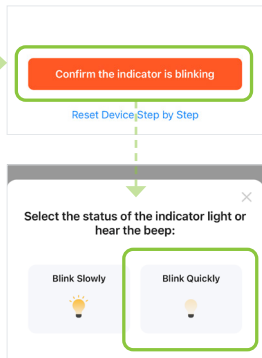 Confirm the indicator is blinking
Reset Device Step by Step
Select the status of the indicator light or
hear the beep:
Blink Slowly
Blink Quickly